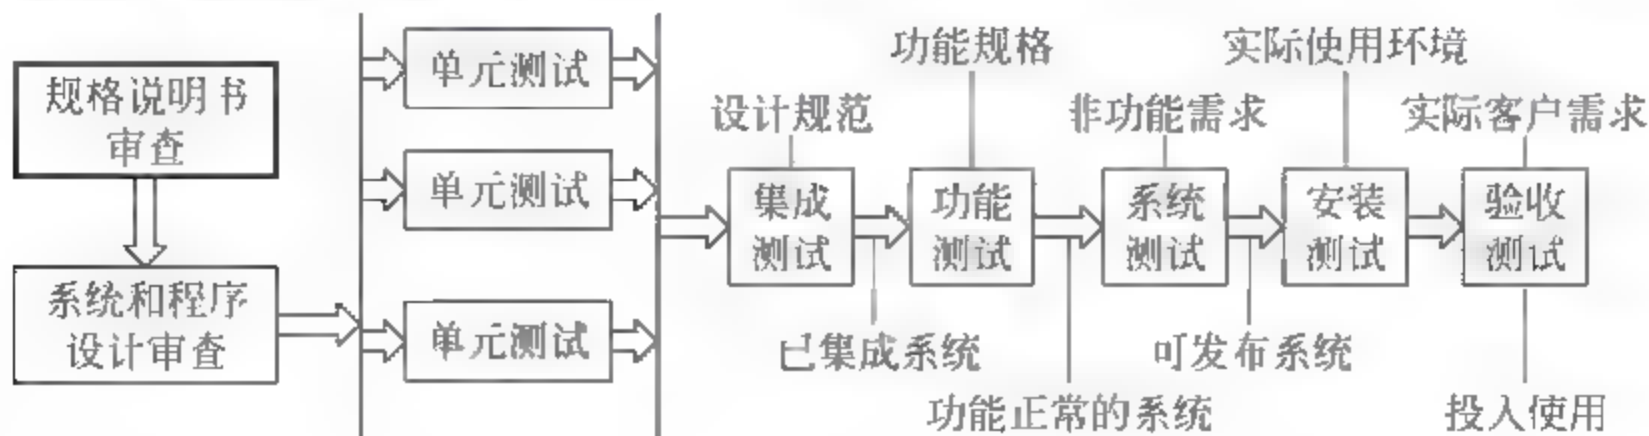 规格说明书
审查
系统和程序
设计审查
单元测试
单元测试
单元测试
设计规范
功能规格
非功能需求
实际使用环境
实际客户需求
集成
测试
功能
测试
系统
测试
安装
测试
验收
测试
已集成系统
功能正常的系统
可发布系统
投入使用